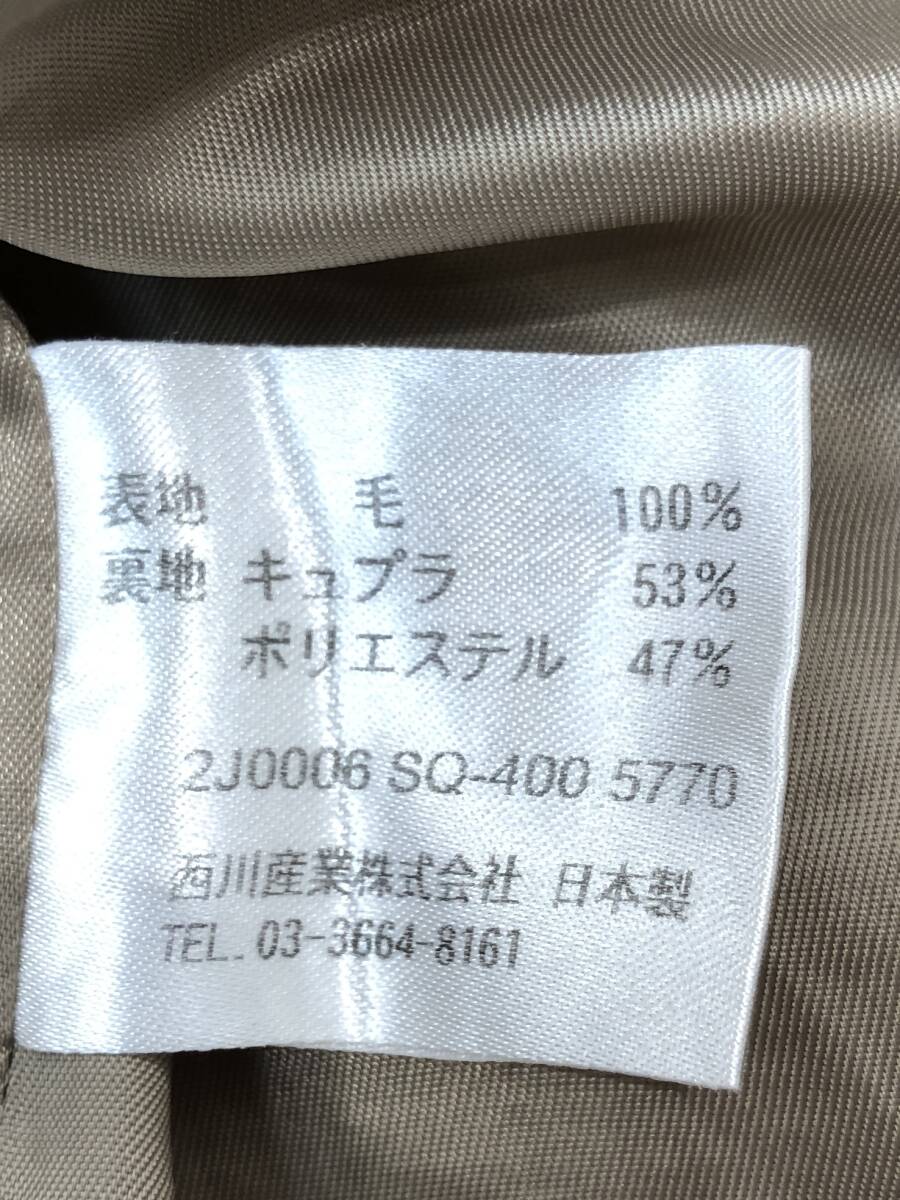 表地 毛 100%
裏地 キュプラ 53%
ポリエステル 47%
2J0006 SQ-400 5770
西川産業株式会社 日本製
TEL. 03-3664-8161